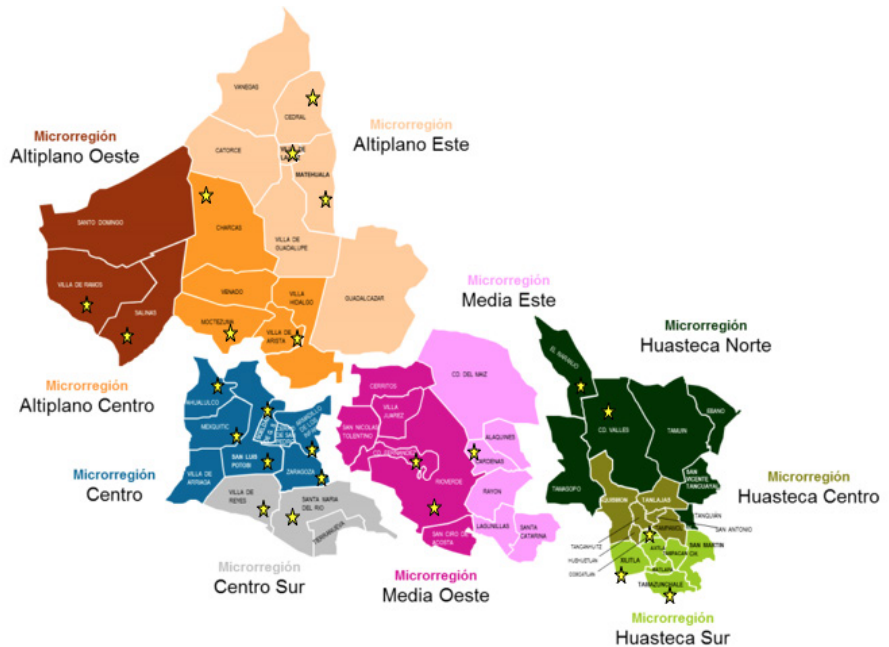 VANEGAS
CEDRAL
Microrregión
Altiplano Este
Microrregión
Altiplano Oeste
CATORCE
MATEHUALA
SANTO DOMINGO
CHARCAS
VILLA DE
GUADALUPE
VILLA DE RAMOS
SALINAS
VENADO
VILLA
HIDALGO
GUADALCAZAR
VILLA DE
ARISTA
Microrregión
Media Este
Microrregión
Huasteca Norte
Microrregión
Altiplano Centro
CD. DEL MAIZ
EL NARANJO
CD. VALLES
TAMUIN
EBANO
AHUALULCO
MEXQUITIC
SAN LUIS
POTOSI
ZARAGOZA
VILLA DE
ARRIAGA
CERRITOS
VILLA
JUAREZ
SAN NICOLAS
TOLENTINO
RIOVERDE
ALAQUINES
CARDENAS
RAYON
LAGUNILLAS
SANTA
CATARINA
SAN CIRO DE
ACOSTA
Microrregión
Centro
VILLA DE
REYES
SANTA MARIA
DEL RIO
TIERRANUEVA
TAMASOPO
SAN
VICENTE
TANCUAYAL
Microrregión
Huasteca Centro
TANLAJAS
TANQUIÁN
SAN ANTONIO
TANCANHUITZ
HUEHUETLAN
COXCATLAN
AXTLA
SAN MARTIN
XILITLA
TAMAZUNCHALE
Microrregión
Centro Sur
Microrregión
Media Oeste
Microrregión
Huasteca Sur